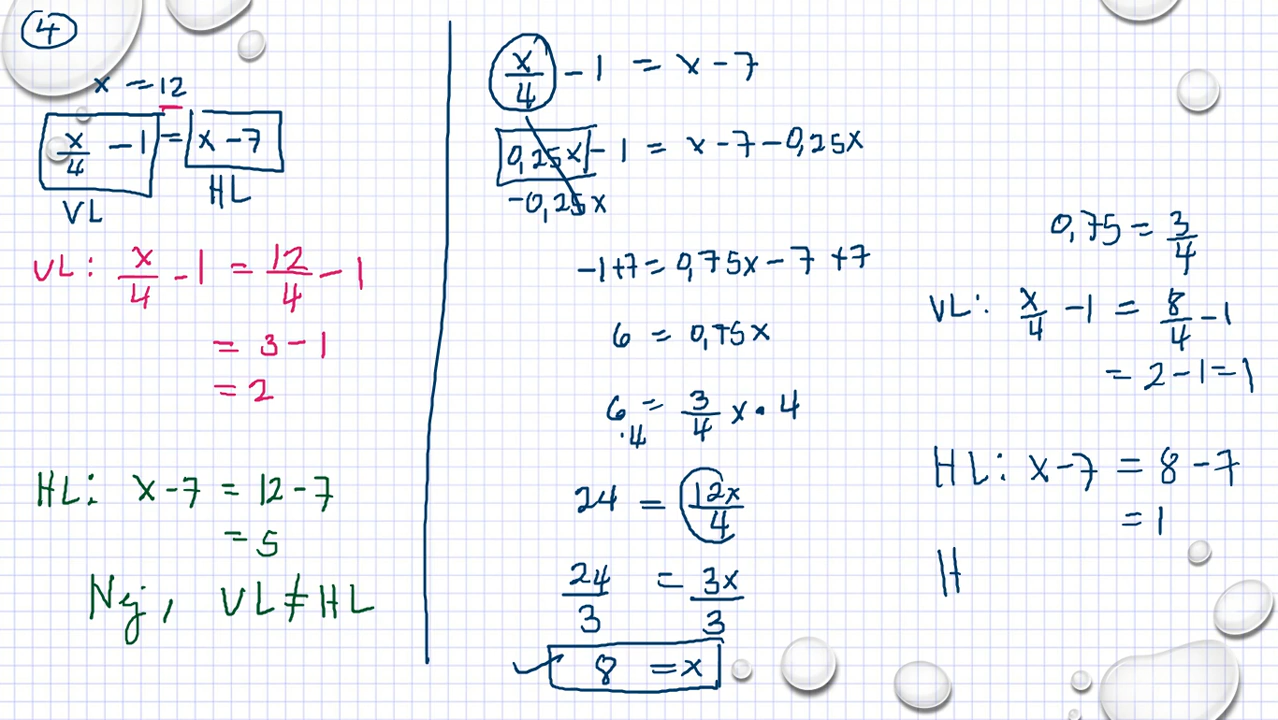 4
x = 12
x/4 - 1 = x - 7
VL HL
VL: x/4 - 1 = 12/4 - 1
= 3 - 1
= 2
HL: x - 7 = 12 - 7
= 5
Nej, VL ≠ HL
x/4 - 1 = x - 7
0,25x - 1 = x - 7 - 0,25x
-0,25x
-1 + 7 = 0,75x - 7 + 7
6 = 0,75x
6 = 3/4 x · 4
·4
24 = 12x/4
24/3 = 3x/3
8 = x
0,75 = 3/4
VL: x/4 - 1 = 8/4 - 1
= 2 - 1 = 1
HL: x - 7 = 8 - 7
= 1
H